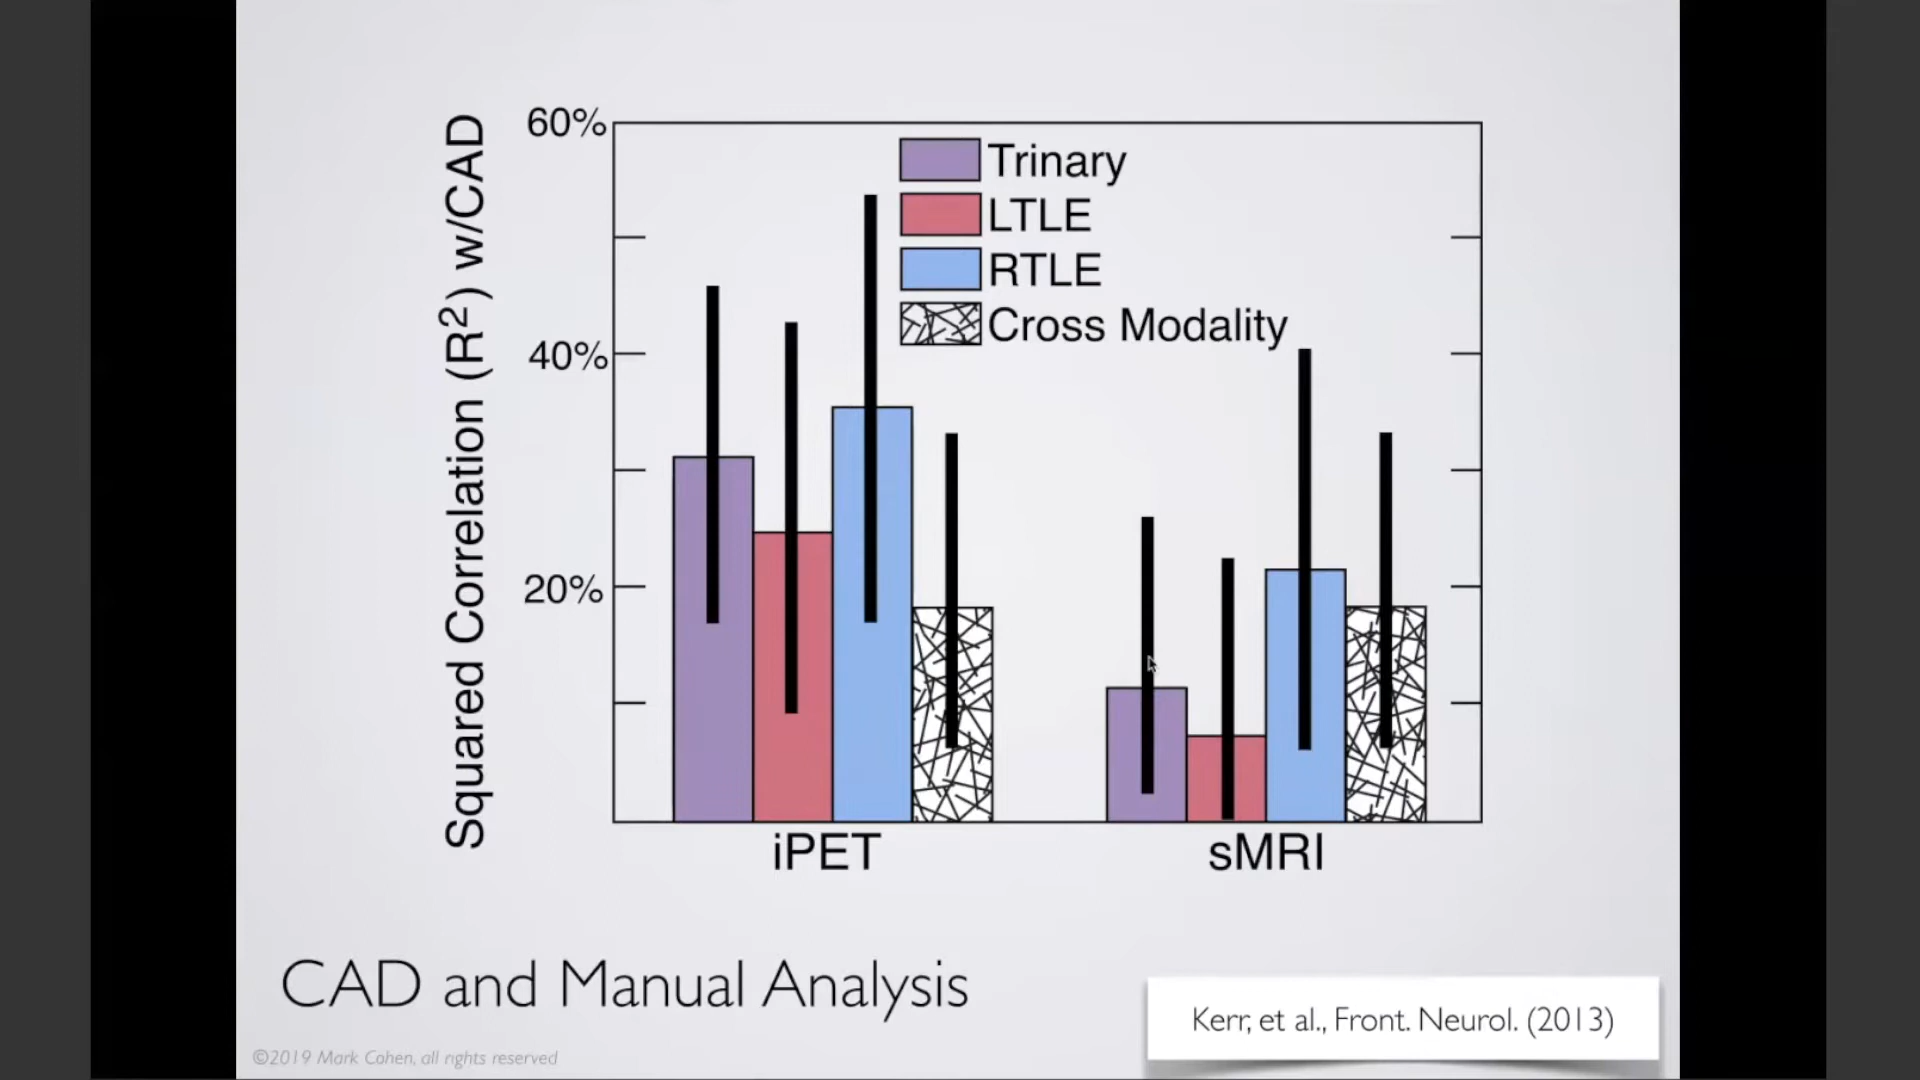 Squared Correlation (R²) w/CAD
60%
40%
20%
Trinary
LTLE
RTLE
Cross Modality
iPET
sMRI
CAD and Manual Analysis
Kerr, et al., Front. Neurol. (2013)
©2019 Mark Cohen, all rights reserved